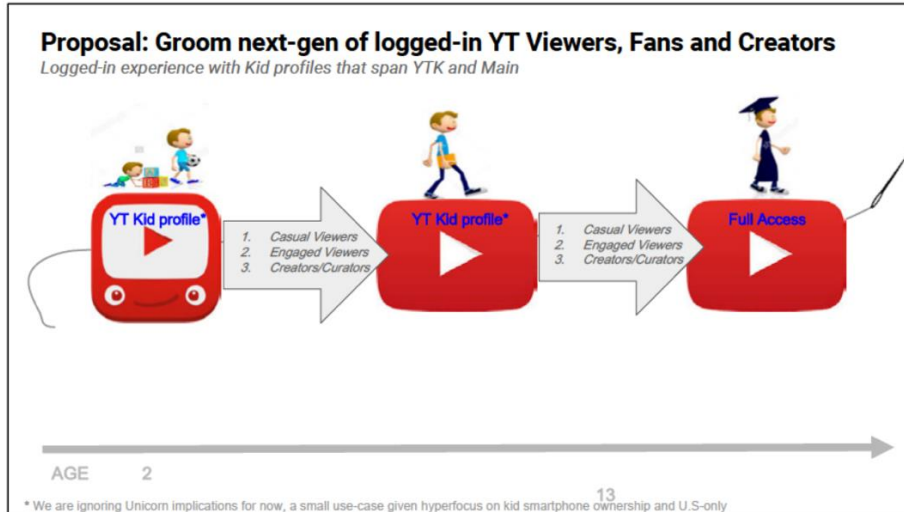 Proposal: Groom next-gen of logged-in YT Viewers, Fans and Creators
Logged-in experience with Kid profiles that span YTK and Main
YT Kid profile*
1. Casual Viewers
2. Engaged Viewers
3. Creators/Curators
YT Kid profile*
1. Casual Viewers
2. Engaged Viewers
3. Creators/Curators
Full Access
AGE 2
13
* We are ignoring Unicorn implications for now, a small use-case given hyperfocus on kid smartphone ownership and U.S-only